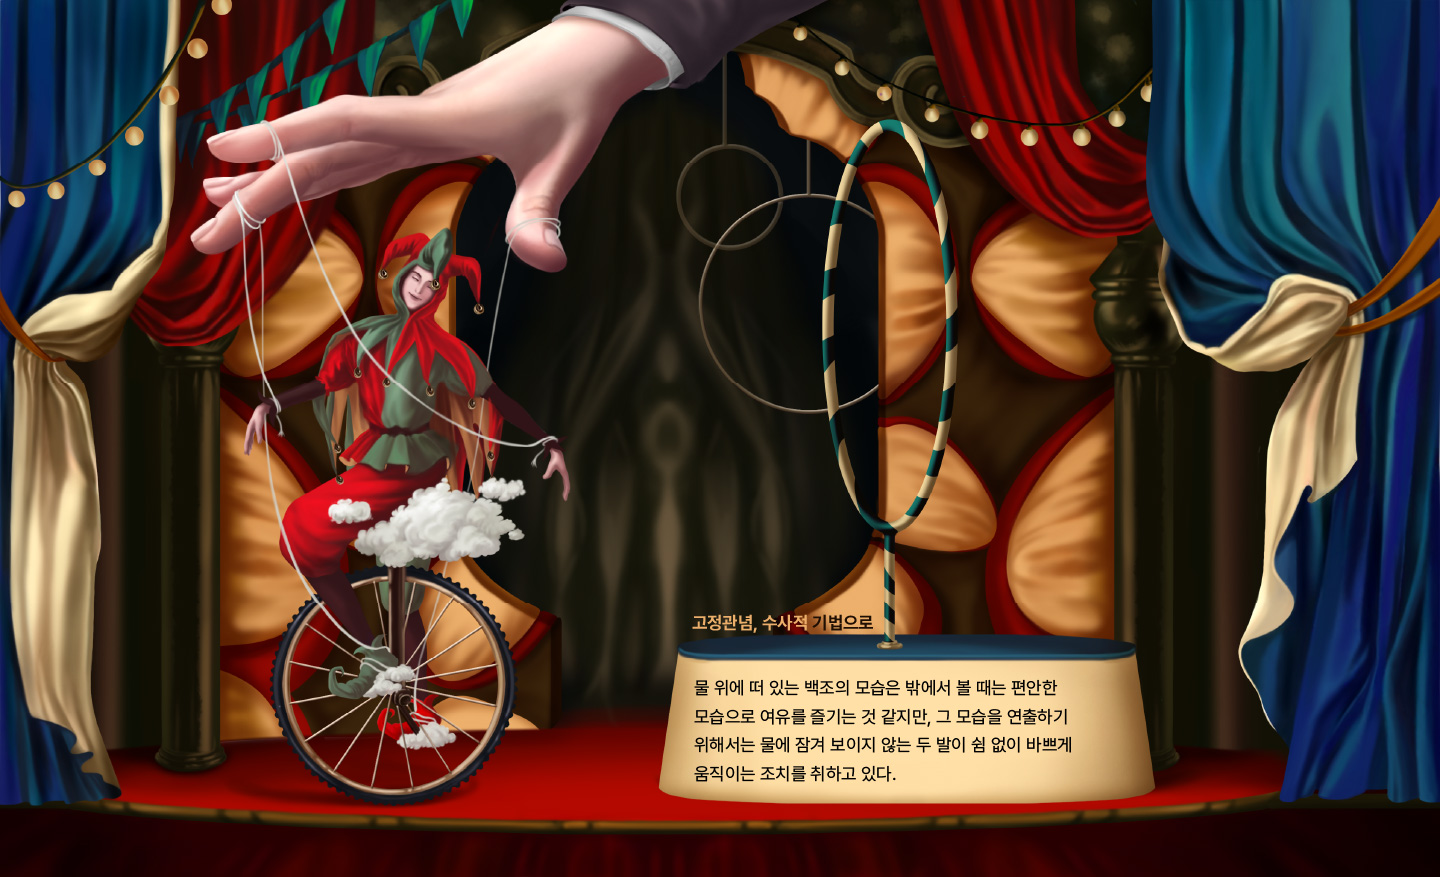 고정관념, 수사적 기법으로
물 위에 떠 있는 백조의 모습은 밖에서 볼 때는 편안한
모습으로 여유를 즐기는 것 같지만, 그 모습을 연출하기
위해서는 물에 잠겨 보이지 않는 두 발이 쉼 없이 바쁘게
움직이는 조치를 취하고 있다.